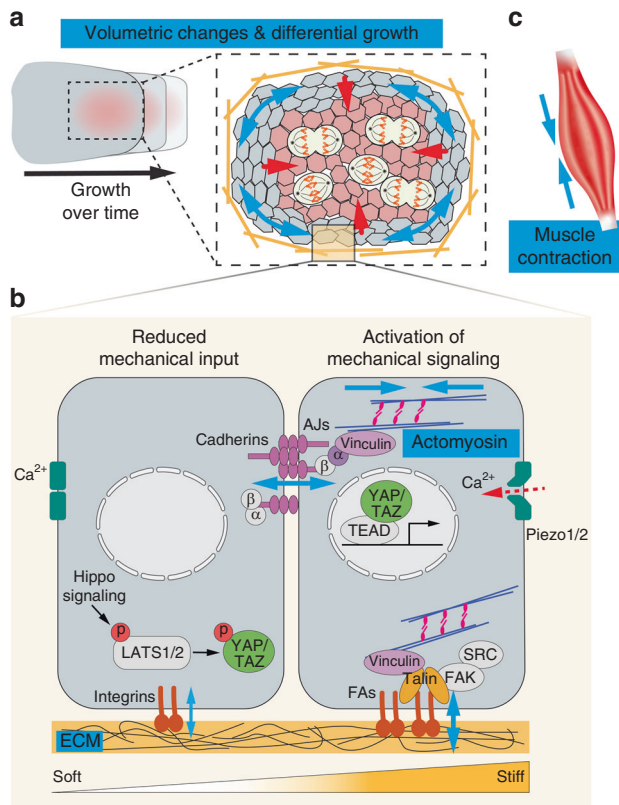 a
Volumetric changes & differential growth
c
Growth
over time
Muscle
contraction
b
Reduced
mechanical input
Activation of
mechanical signaling
Cadherins
AJs
Vinculin
α
β
Actomyosin
Ca2+
β
α
YAP/
TAZ
TEAD
Ca2+
Piezo1/2
Hippo
signaling
p
LATS1/2
p
YAP/
TAZ
Integrins
Vinculin
Talin
SRC
FAK
FAs
ECM
Soft
Stiff